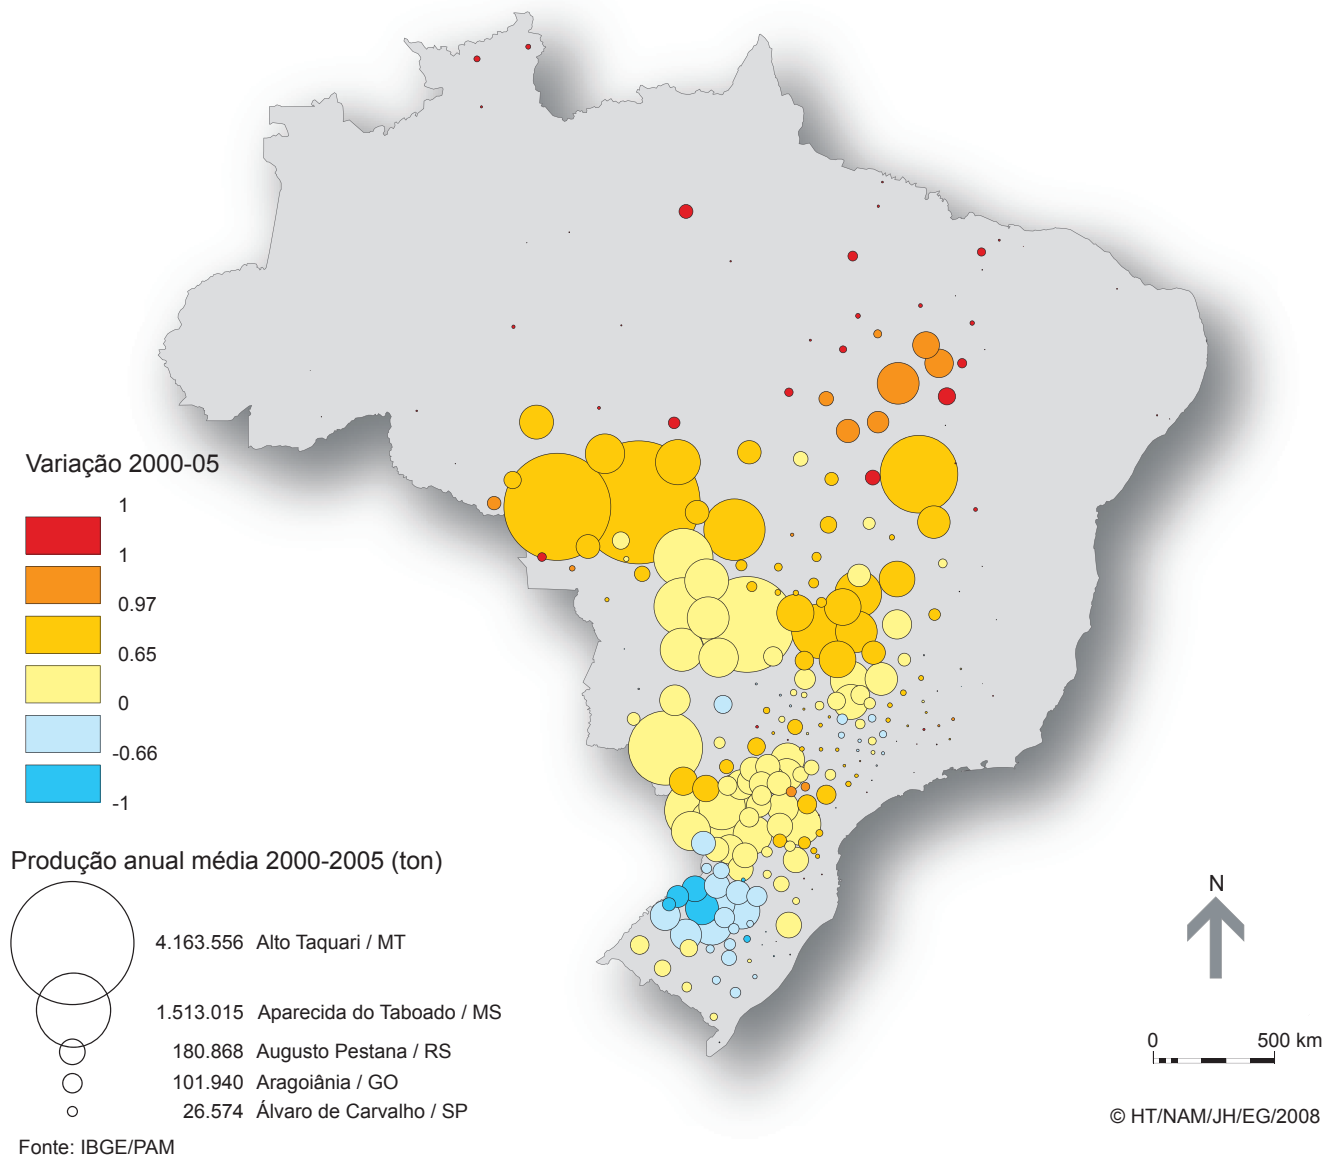 Variação 2000-05
1
1
0.97
0.65
0
-0.66
-1
Produção anual média 2000-2005 (ton)
4.163.556 Alto Taquari / MT
1.513.015 Aparecida do Taboado / MS
180.868 Augusto Pestana / RS
101.940 Aragoiânia / GO
26.574 Álvaro de Carvalho / SP
Fonte: IBGE/PAM
N
0 500 km
© HT/NAM/JH/EG/2008